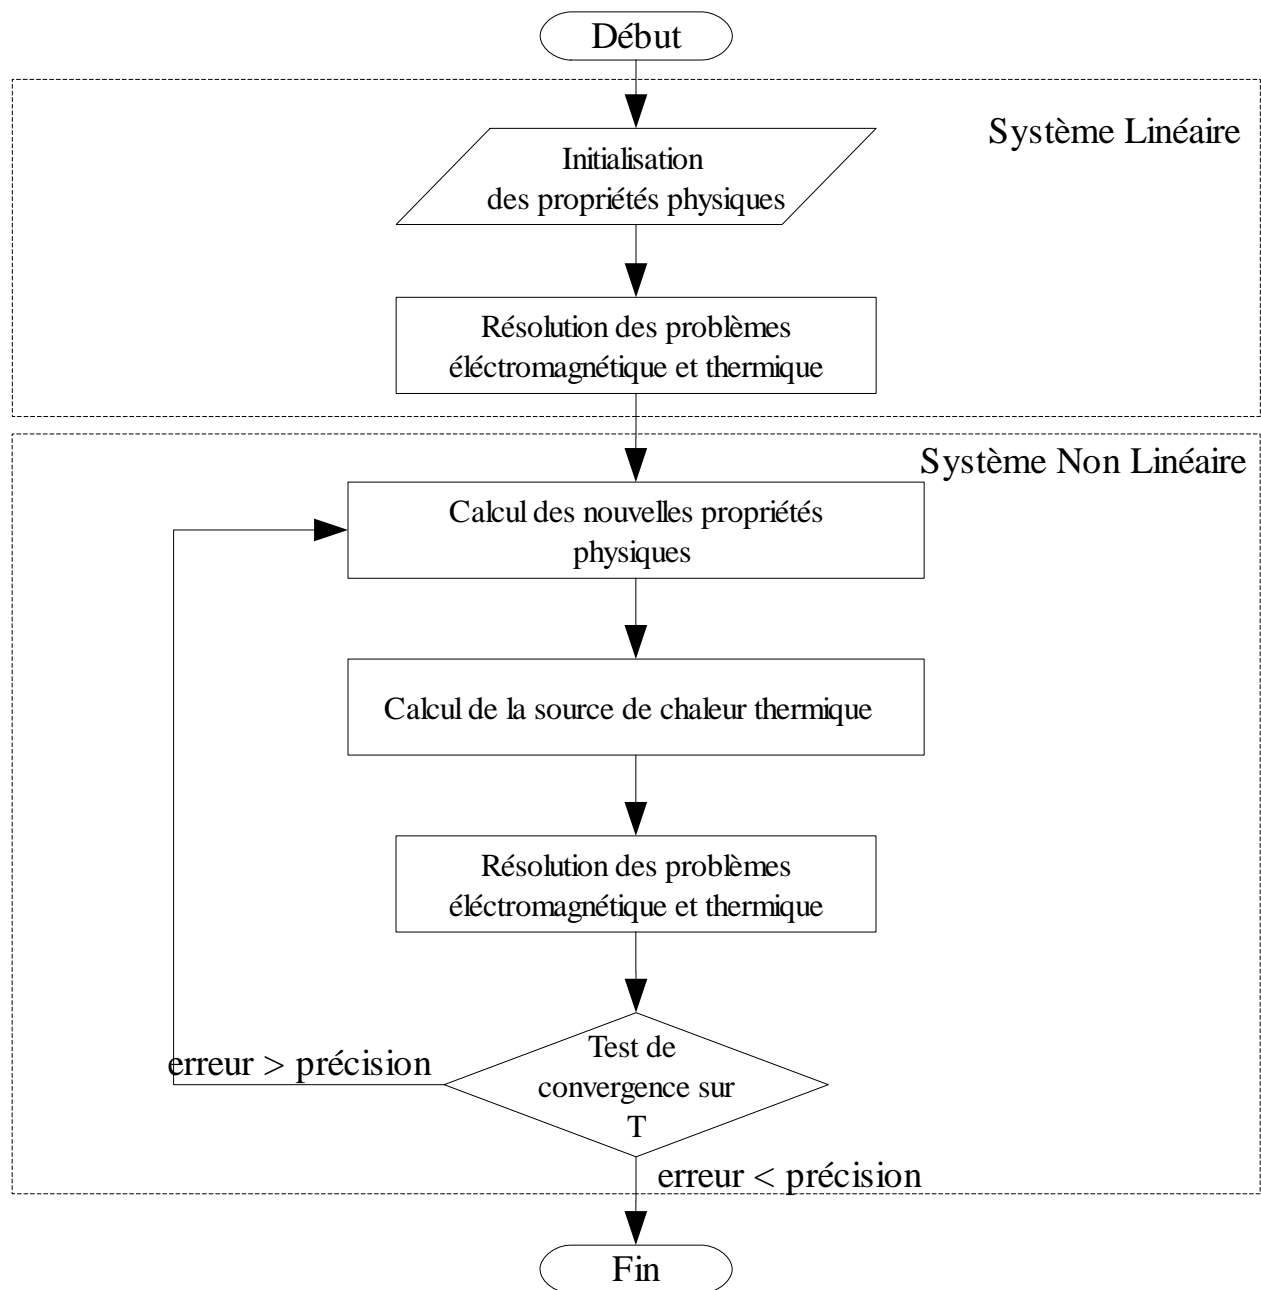 Début
Système Linéaire
Initialisation
des propriétés physiques
Résolution des problèmes
éléctromagnétique et thermique
Système Non Linéaire
Calcul des nouvelles propriétés
physiques
Calcul de la source de chaleur thermique
Résolution des problèmes
éléctromagnétique et thermique
Test de
convergence sur
T
erreur > précision
erreur < précision
Fin